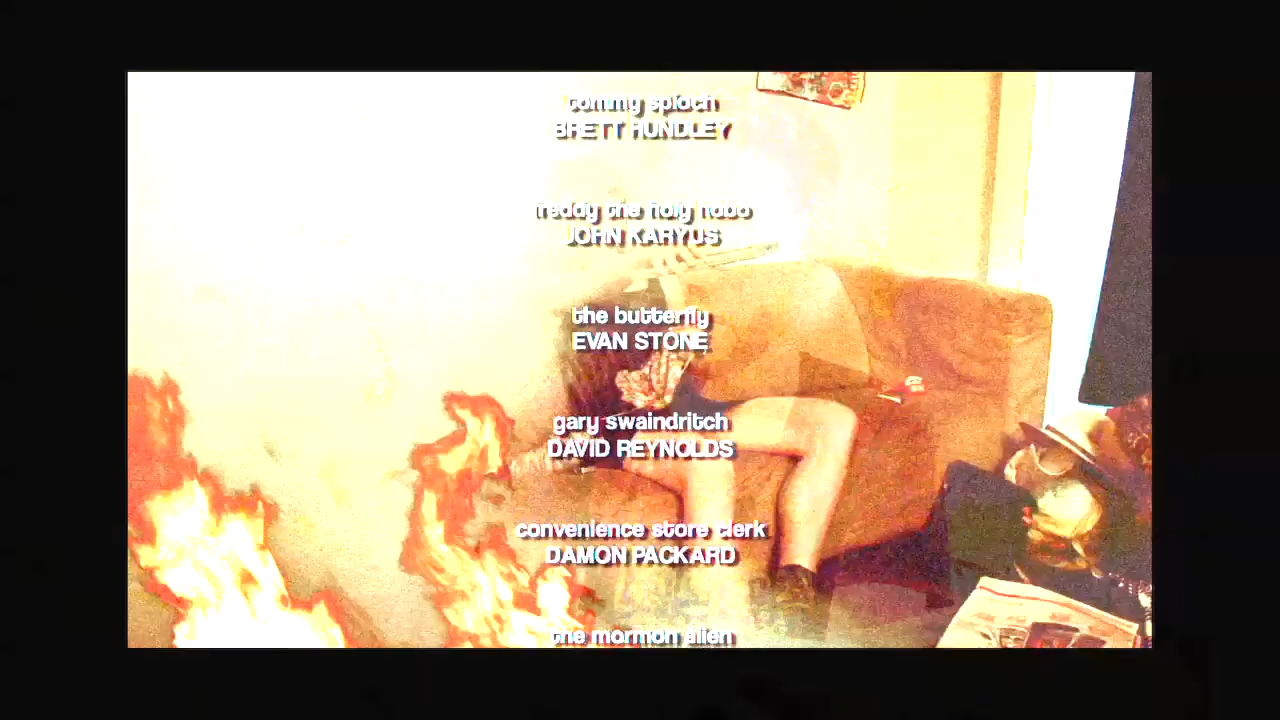 tommy splach
BRETT HUNDLEY
freddy the holy hobo
JOHN KARYUS
the butterfly
EVAN STONE
gary swaindritch
DAVID REYNOLDS
convenience store clerk
DAMON PACKARD
the mormon alien